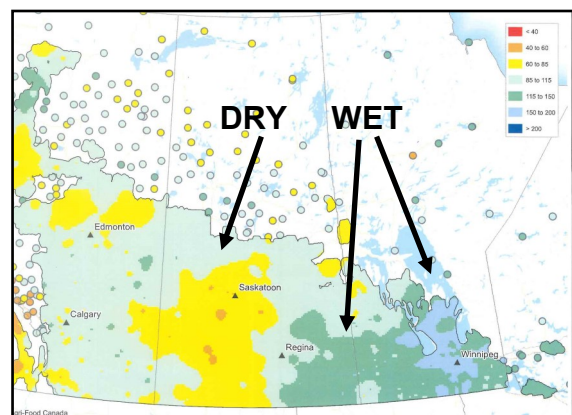 < 40
40 to 60
60 to 85
85 to 115
115 to 150
150 to 200
> 200
DRY WET
Edmonton
Saskatoon
Calgary
Regina
Winnipeg
gri-Food Canada